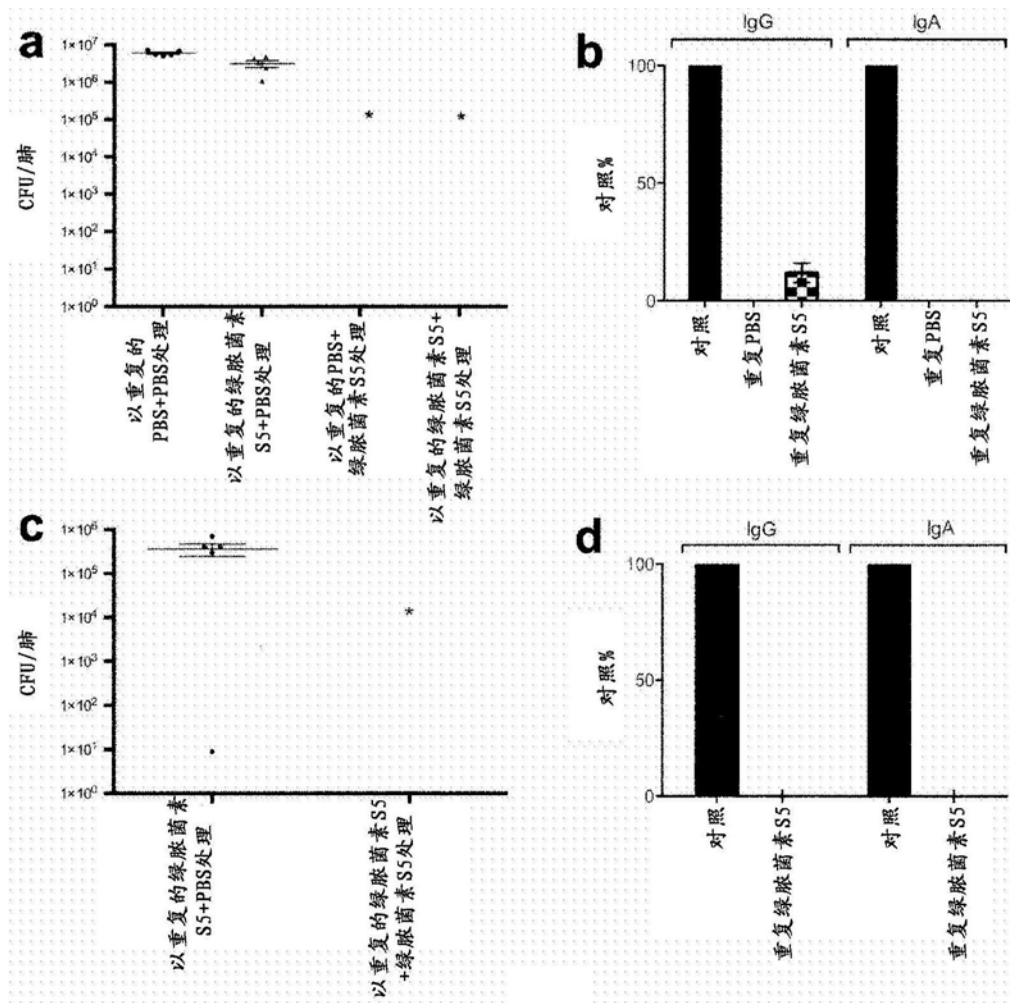 a
CFU/肺
1×10⁷
1×10⁶
1×10⁵
1×10⁴
1×10³
1×10²
1×10¹
1×10⁰
*
*
以重复的
PBS+PBS处理
以重复的绿脓菌素
S5+PBS处理
以重复的PBS+
绿脓菌素S5处理
以重复的绿脓菌素S5+
绿脓菌素S5处理
b
IgG
IgA
对照%
100
50
0
对照
重复PBS
重复绿脓菌素S5
对照
重复PBS
重复绿脓菌素S5
c
CFU/肺
1×10⁶
1×10⁵
1×10⁴
1×10³
1×10²
1×10¹
1×10⁰
*
以重复的绿脓菌素
S5+PBS处理
以重复的绿脓菌素S5
+绿脓菌素S5处理
d
IgG
IgA
对照%
100
50
0
对照
重复绿脓菌素S5
对照
重复绿脓菌素S5